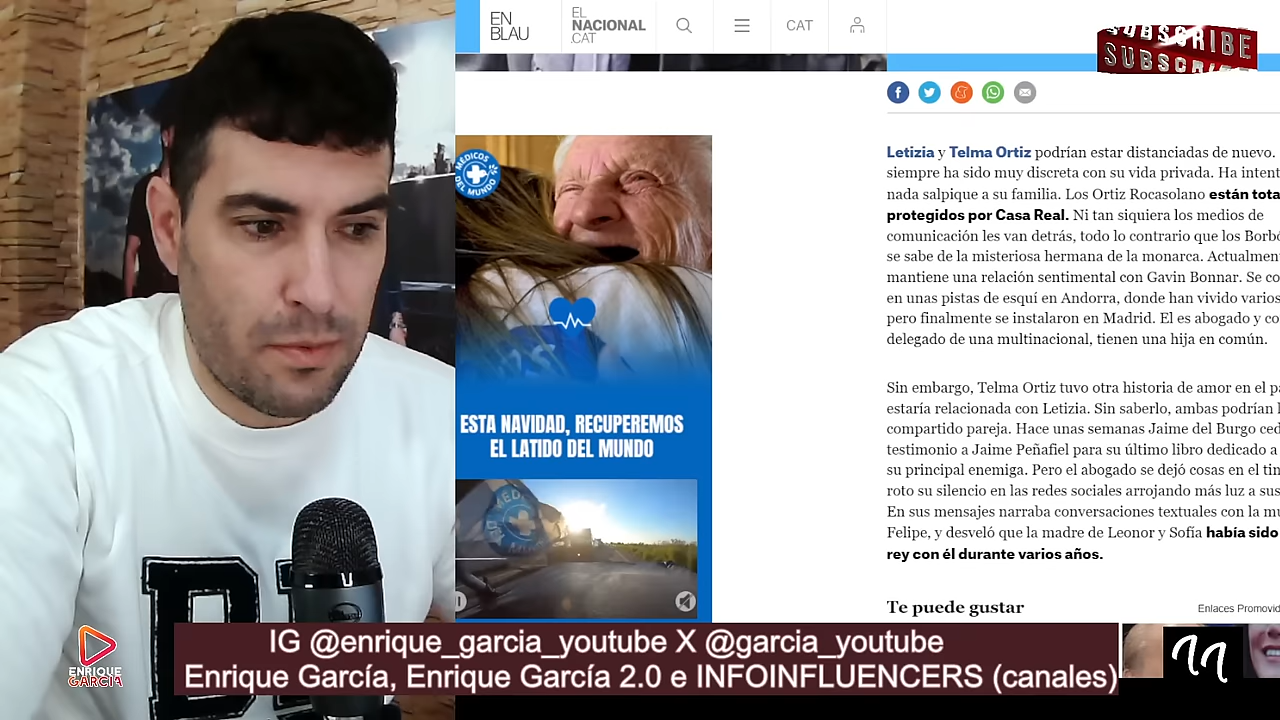 EN
BLAU
EL
NACIONAL
.CAT
CAT
SUBSCRIBE
SUBSCRIBE
MEDICOS
DEL MUNDO
ESTA NAVIDAD, RECUPEREMOS
EL LATIDO DEL MUNDO
Letizia y Telma Ortiz podrían estar distanciadas de nuevo.
siempre ha sido muy discreta con su vida privada. Ha intent
nada salpique a su familia. Los Ortiz Rocasolano están tota
protegidos por Casa Real. Ni tan siquiera los medios de
comunicación les van detrás, todo lo contrario que los Borbó
se sabe de la misteriosa hermana de la monarca. Actualmen
mantiene una relación sentimental con Gavin Bonnar. Se co
en unas pistas de esquí en Andorra, donde han vivido varios
pero finalmente se instalaron en Madrid. El es abogado y co
delegado de una multinacional, tienen una hija en común.
Sin embargo, Telma Ortiz tuvo otra historia de amor en el pa
estaría relacionada con Letizia. Sin saberlo, ambas podrían h
compartido pareja. Hace unas semanas Jaime del Burgo ced
testimonio a Jaime Peñafiel para su último libro dedicado a
su principal enemiga. Pero el abogado se dejó cosas en el tin
roto su silencio en las redes sociales arrojando más luz a sus
En sus mensajes narraba conversaciones textuales con la mu
Felipe, y desveló que la madre de Leonor y Sofía había sido
rey con él durante varios años.
Te puede gustar
Enlaces Promovid
IG @enrique_garcia_youtube X @garcia_youtube
Enrique García, Enrique García 2.0 e INFOINFLUENCERS (canales)
ENRIQUE
GARCÍA